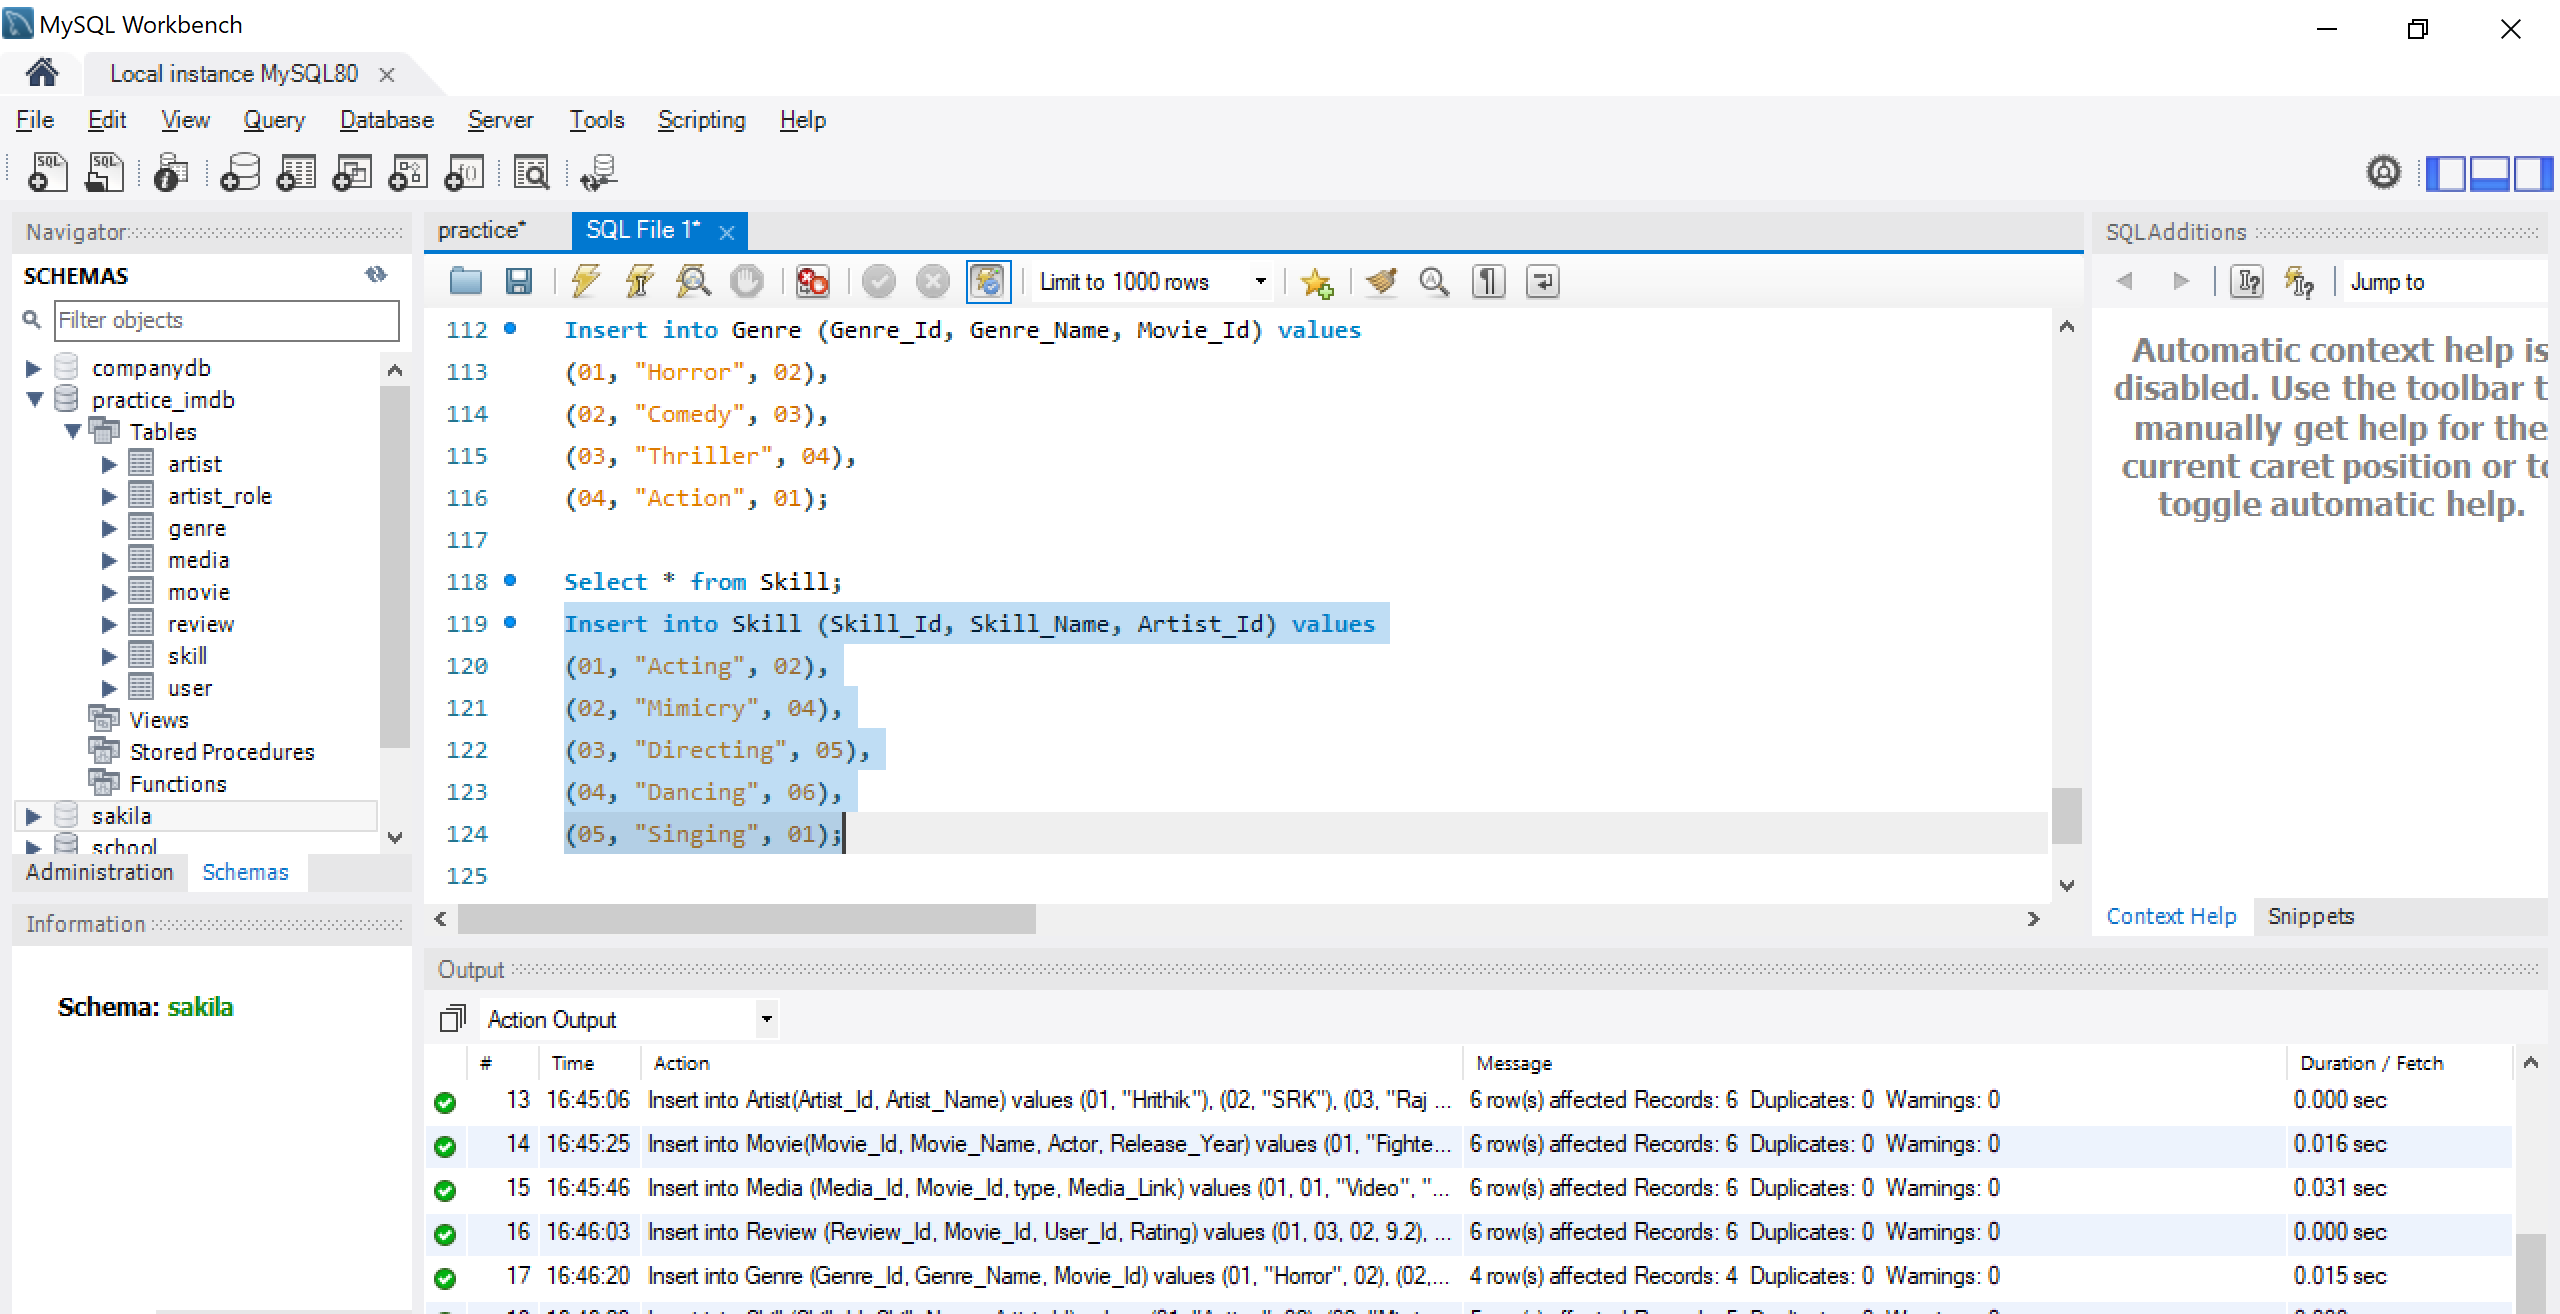 MySQL Workbench
Local instance MySQL80
File Edit View Query Database Server Tools Scripting Help
Navigator
SCHEMAS
Filter objects
companydb
practice_imdb
Tables
artist
artist_role
genre
media
movie
review
skill
user
Views
Stored Procedures
Functions
sakila
school
Administration Schemas
Information
Schema: sakila
practice* SQL File 1*
Limit to 1000 rows
112 Insert into Genre (Genre_Id, Genre_Name, Movie_Id) values
113 (01, "Horror", 02),
114 (02, "Comedy", 03),
115 (03, "Thriller", 04),
116 (04, "Action", 01);
117
118 Select * from Skill;
119 Insert into Skill (Skill_Id, Skill_Name, Artist_Id) values
120 (01, "Acting", 02),
121 (02, "Mimicry", 04),
122 (03, "Directing", 05),
123 (04, "Dancing", 06),
124 (05, "Singing", 01);
125
SQLAdditions
Jump to
Automatic context help is
disabled. Use the toolbar t
manually get help for the
current caret position or to
toggle automatic help.
Context Help Snippets
Output
Action Output
# Time Action Message Duration / Fetch
13 16:45:06 Insert into Artist(Artist_Id, Artist_Name) values (01, "Hrithik"), (02, "SRK"), (03, "Raj ... 6 row(s) affected Records: 6 Duplicates: 0 Warnings: 0 0.000 sec
14 16:45:25 Insert into Movie(Movie_Id, Movie_Name, Actor, Release_Year) values (01, "Fighte... 6 row(s) affected Records: 6 Duplicates: 0 Warnings: 0 0.016 sec
15 16:45:46 Insert into Media (Media_Id, Movie_Id, type, Media_Link) values (01, 01, "Video", "... 6 row(s) affected Records: 6 Duplicates: 0 Warnings: 0 0.031 sec
16 16:46:03 Insert into Review (Review_Id, Movie_Id, User_Id, Rating) values (01, 03, 02, 9.2), ... 6 row(s) affected Records: 6 Duplicates: 0 Warnings: 0 0.000 sec
17 16:46:20 Insert into Genre (Genre_Id, Genre_Name, Movie_Id) values (01, "Horror", 02), (02,... 4 row(s) affected Records: 4 Duplicates: 0 Warnings: 0 0.015 sec